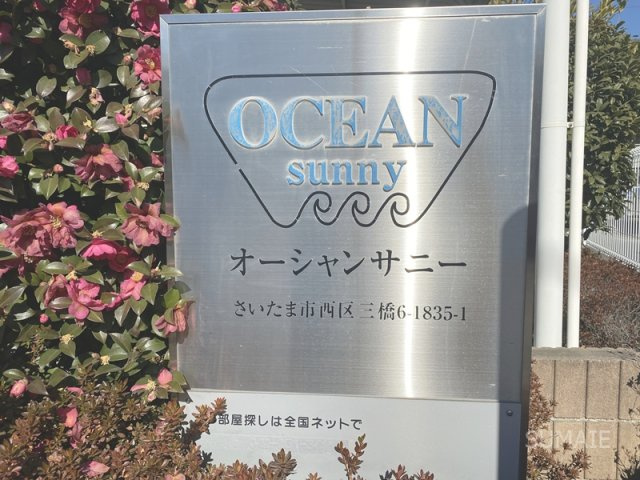 OCEAN
sunny
オーシャンサニー
さいたま市西区三橋6-1835-1
部屋探しは全国ネットで